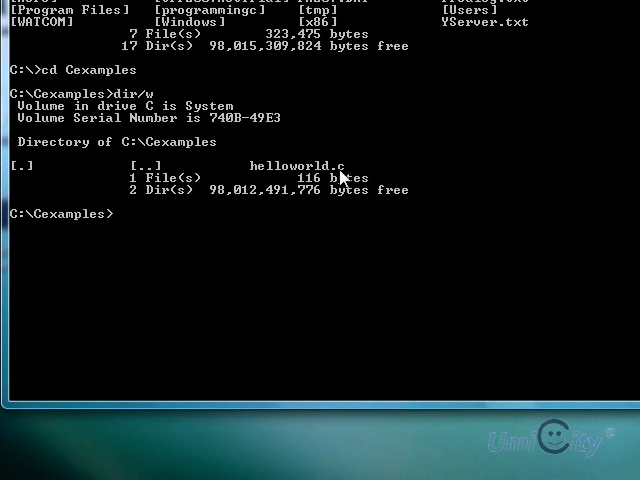 [Program Files] [programmingc] [tmp] [Users]
[WATCOM] [Windows] [x86] YServer.txt
7 File(s) 323,475 bytes
17 Dir(s) 98,015,309,824 bytes free
C:\>cd Cexamples
C:\Cexamples>dir/w
Volume in drive C is System
Volume Serial Number is 740B-49E3
Directory of C:\Cexamples
[.] [..] helloworld.c
1 File(s) 116 bytes
2 Dir(s) 98,012,491,776 bytes free
C:\Cexamples>
UmiCity